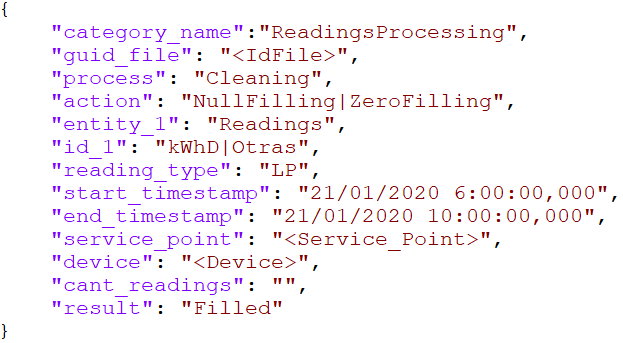 {
"category_name":"ReadingsProcessing",
"guid_file": "<IdFile>",
"process": "Cleaning",
"action": "NullFilling|ZeroFilling",
"entity_1": "Readings",
"id_1": "kWhD|Otras",
"reading_type": "LP",
"start_timestamp": "21/01/2020 6:00:00,000",
"end_timestamp": "21/01/2020 10:00:00,000",
"service_point": "<Service_Point>",
"device": "<Device>",
"cant_readings": "",
"result": "Filled"
}